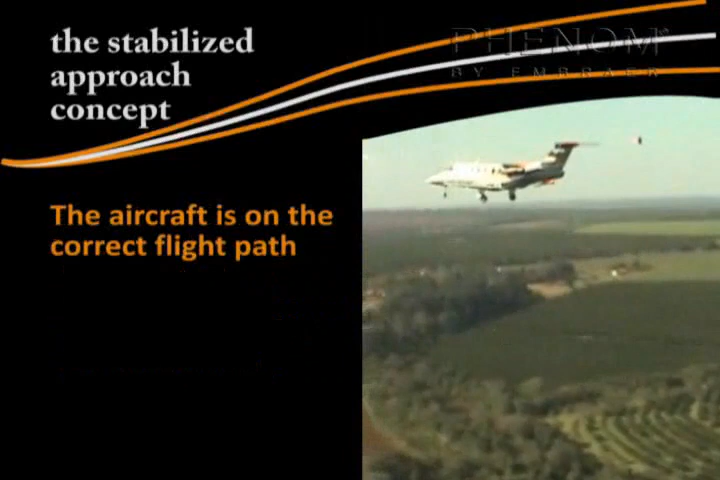 the stabilized
approach
concept
PHENOM
BY EMBRAER
The aircraft is on the
correct flight path